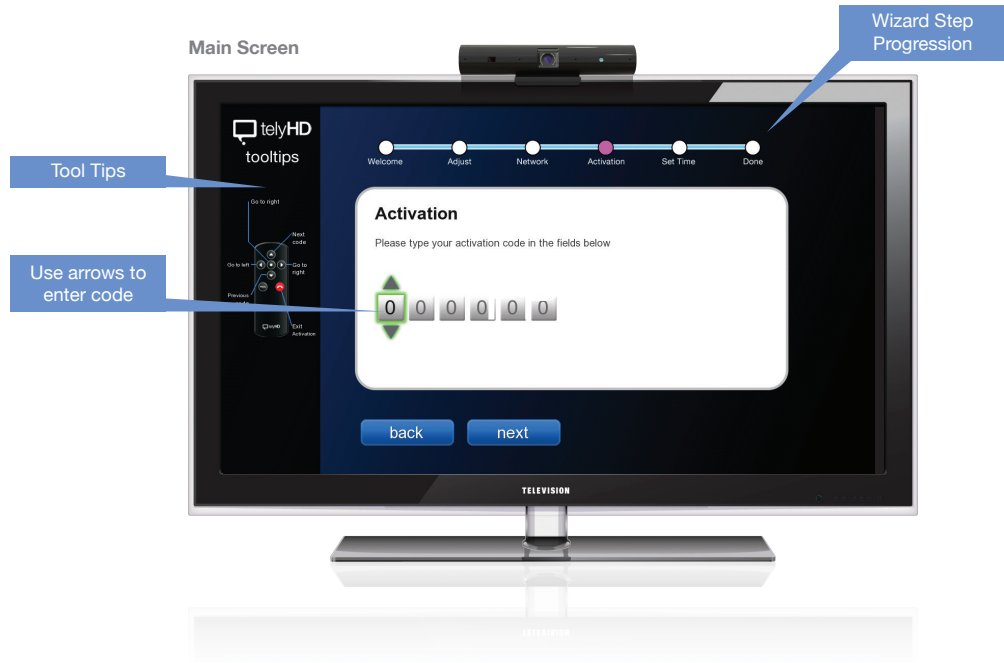 Wizard Step
Progression
Main Screen
telyHD
tooltips
Welcome
Adjust
Network
Activation
Set Time
Done
Tool Tips
Go to right
Next
code
Go to left
Go to
right
Previous
Exit
Activation
telyHD
Use arrows to
enter code
Activation
Please type your activation code in the fields below
0 0 0 0 0 0
back
next
TELEVISION